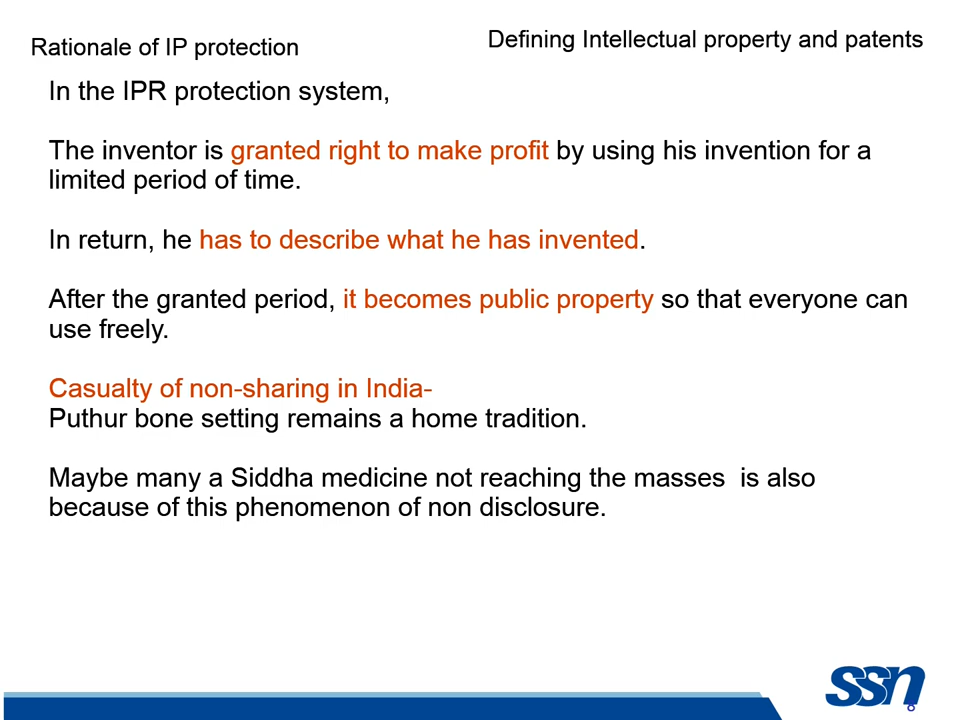 Rationale of IP protection
Defining Intellectual property and patents
In the IPR protection system,
The inventor is granted right to make profit by using his invention for a
limited period of time.
In return, he has to describe what he has invented.
After the granted period, it becomes public property so that everyone can
use freely.
Casualty of non-sharing in India-
Puthur bone setting remains a home tradition.
Maybe many a Siddha medicine not reaching the masses  is also
because of this phenomenon of non disclosure.
ssn
8